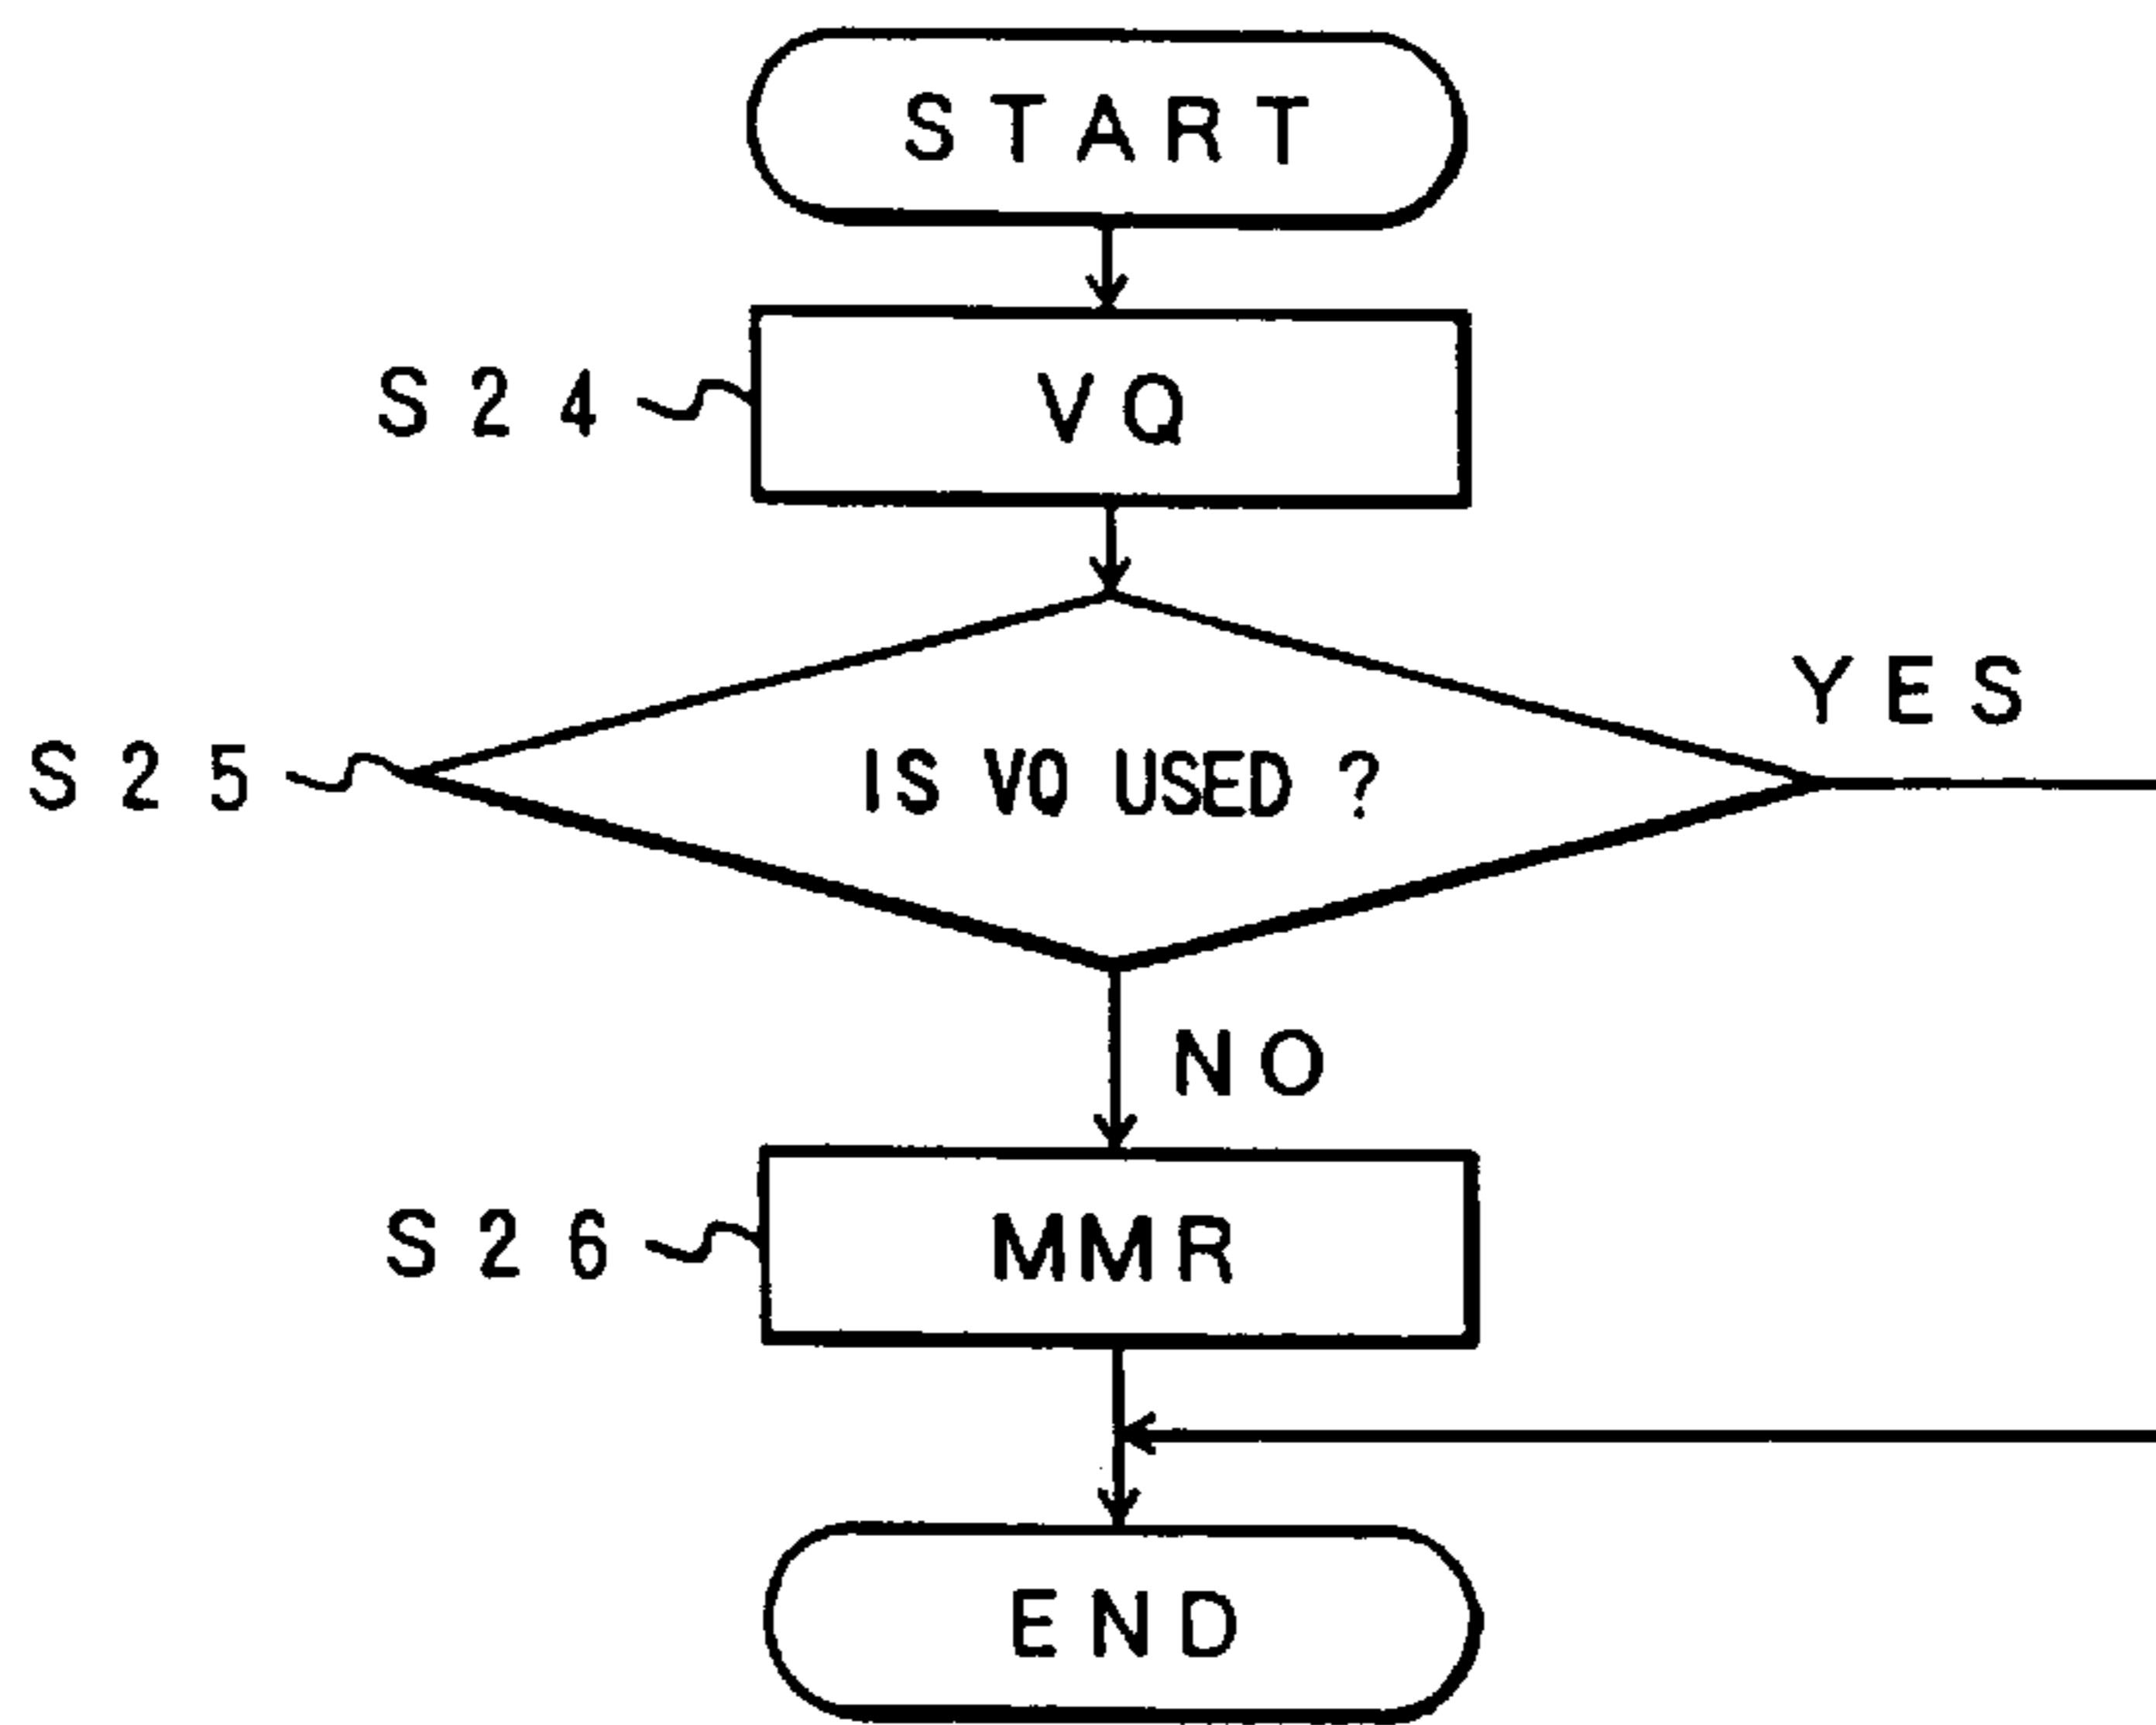 START
S24
VQ
YES
S25
IS VQ USED ?
NO
S26
MMR
END